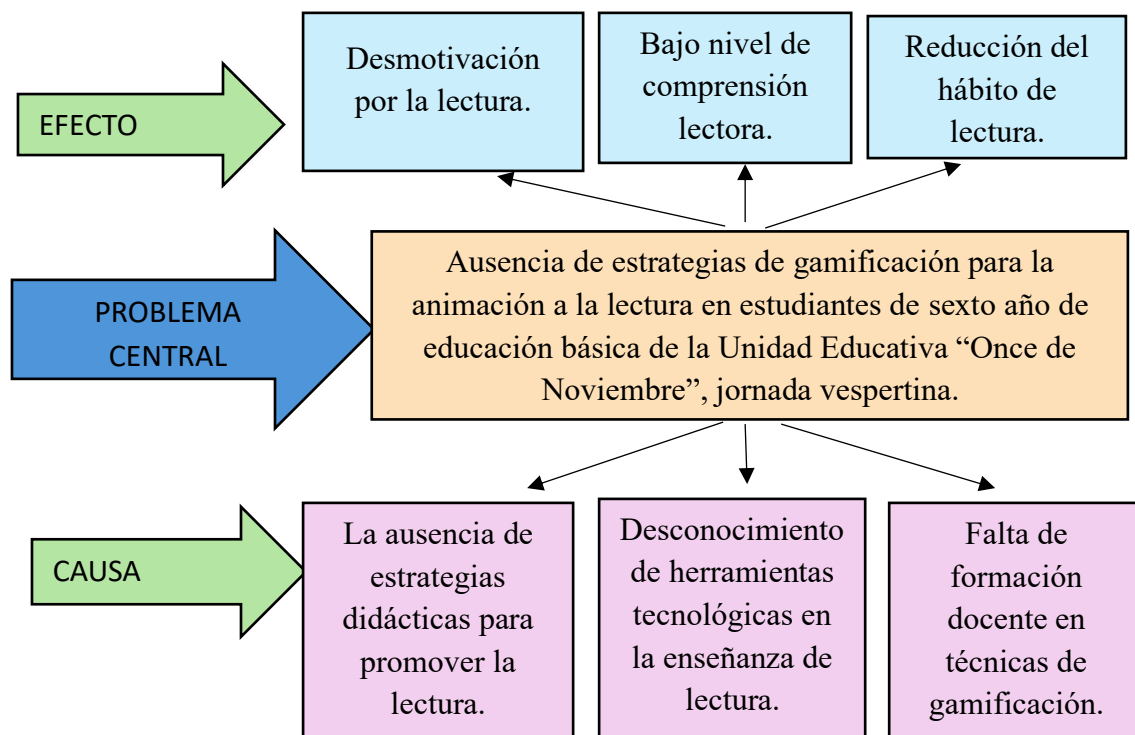 EFECTO
Desmotivación
por la lectura.
Bajo nivel de
comprensión
lectora.
Reducción del
hábito de
lectura.
PROBLEMA
CENTRAL
Ausencia de estrategias de gamificación para la
animación a la lectura en estudiantes de sexto año de
educación básica de la Unidad Educativa “Once de
Noviembre”, jornada vespertina.
CAUSA
La ausencia de
estrategias
didácticas para
promover la
lectura.
Desconocimiento
de herramientas
tecnológicas en
la enseñanza de
lectura.
Falta de
formación
docente en
técnicas de
gamificación.